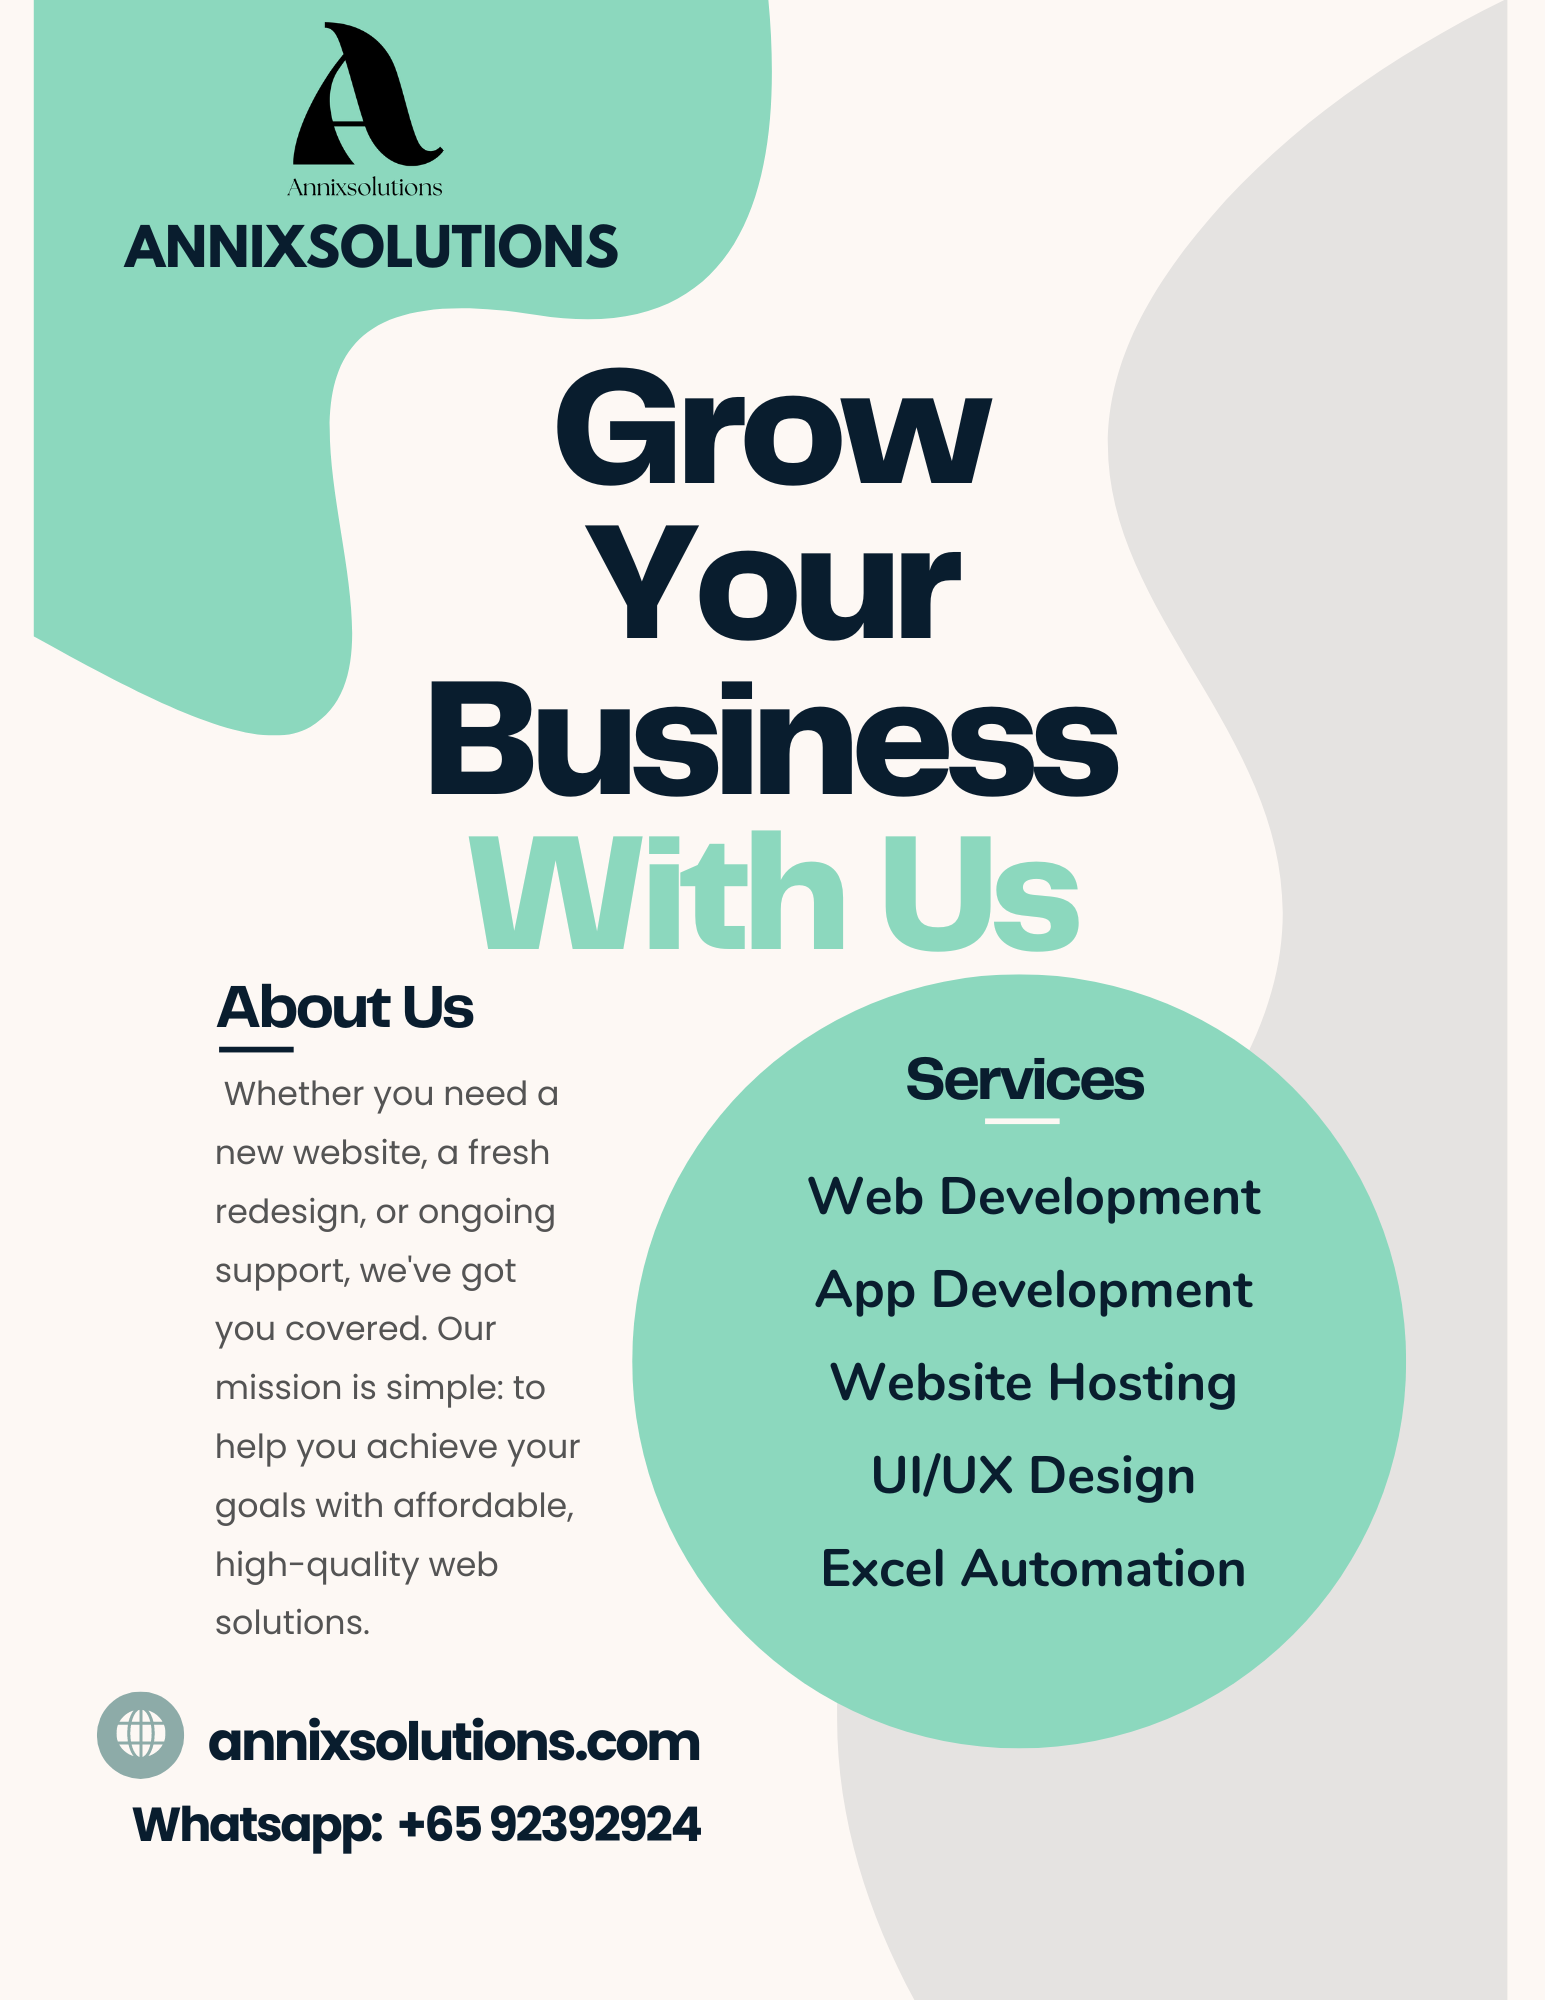 Annixsolutions
ANNIXSOLUTIONS
Grow
Your
Business
With Us
About Us
Whether you need a
new website, a fresh
redesign, or ongoing
support, we've got
you covered. Our
mission is simple: to
help you achieve your
goals with affordable,
high-quality web
solutions.
Services
Web Development
App Development
Website Hosting
UI/UX Design
Excel Automation
annixsolutions.com
Whatsapp: +65 92392924